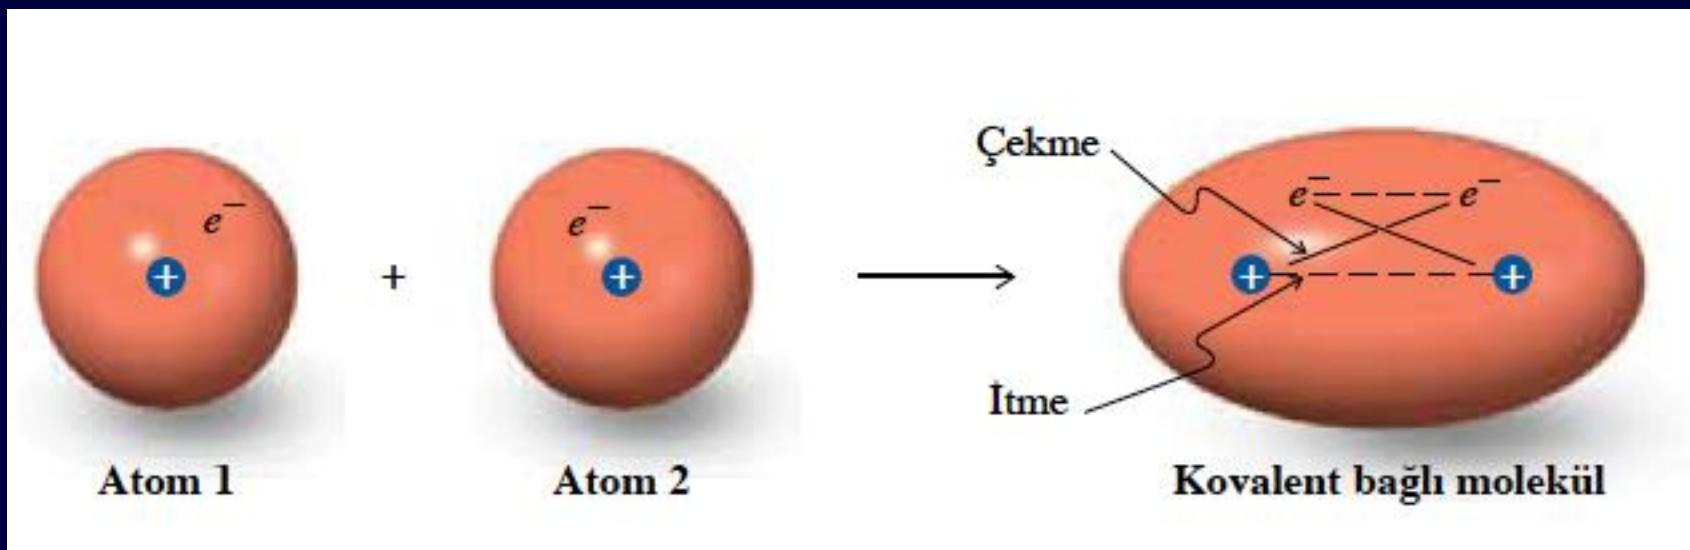 e⁻
+
+
e⁻
+
Çekme
e⁻ e⁻
+ +
İtme
Atom 1
Atom 2
Kovalent bağlı molekül